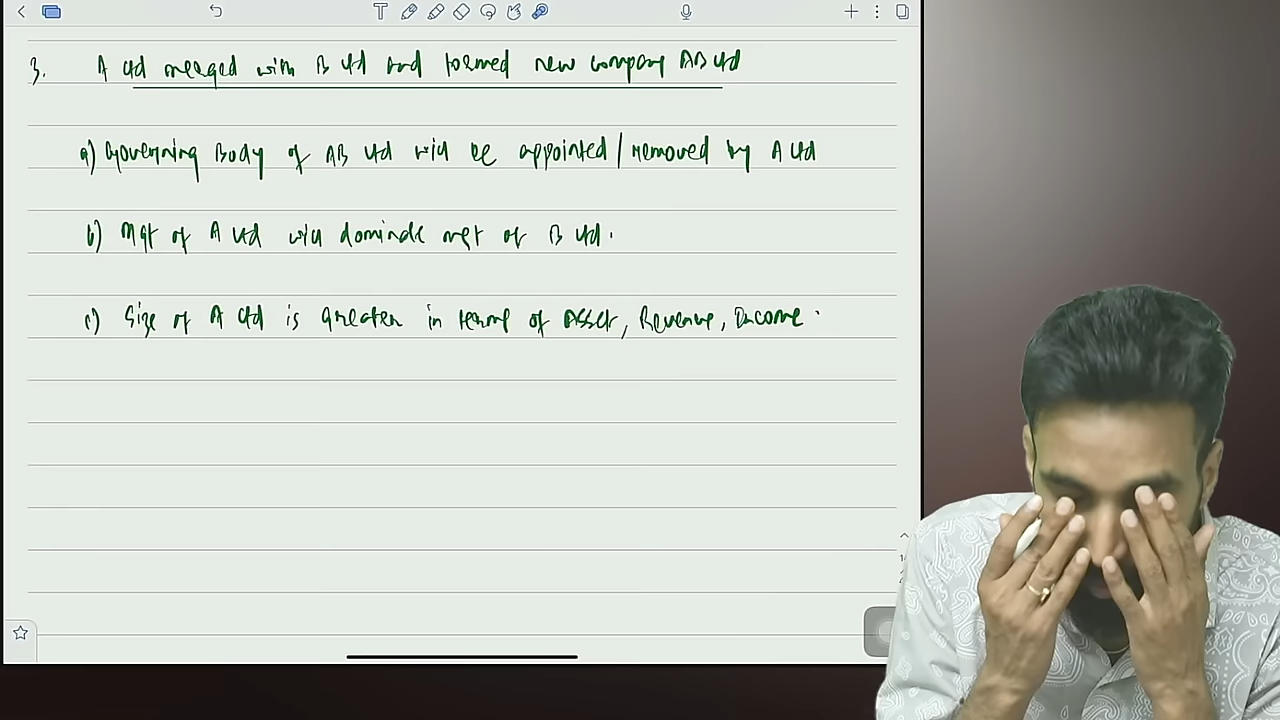 3. A Ltd merged with B Ltd and formed new company AB Ltd
a) Governing Body of AB Ltd will be appointed / removed by A Ltd
b) Mgt of A Ltd will dominate mgt of B Ltd.
c) Size of A Ltd is greater in terms of Asset, Revenue, Income.